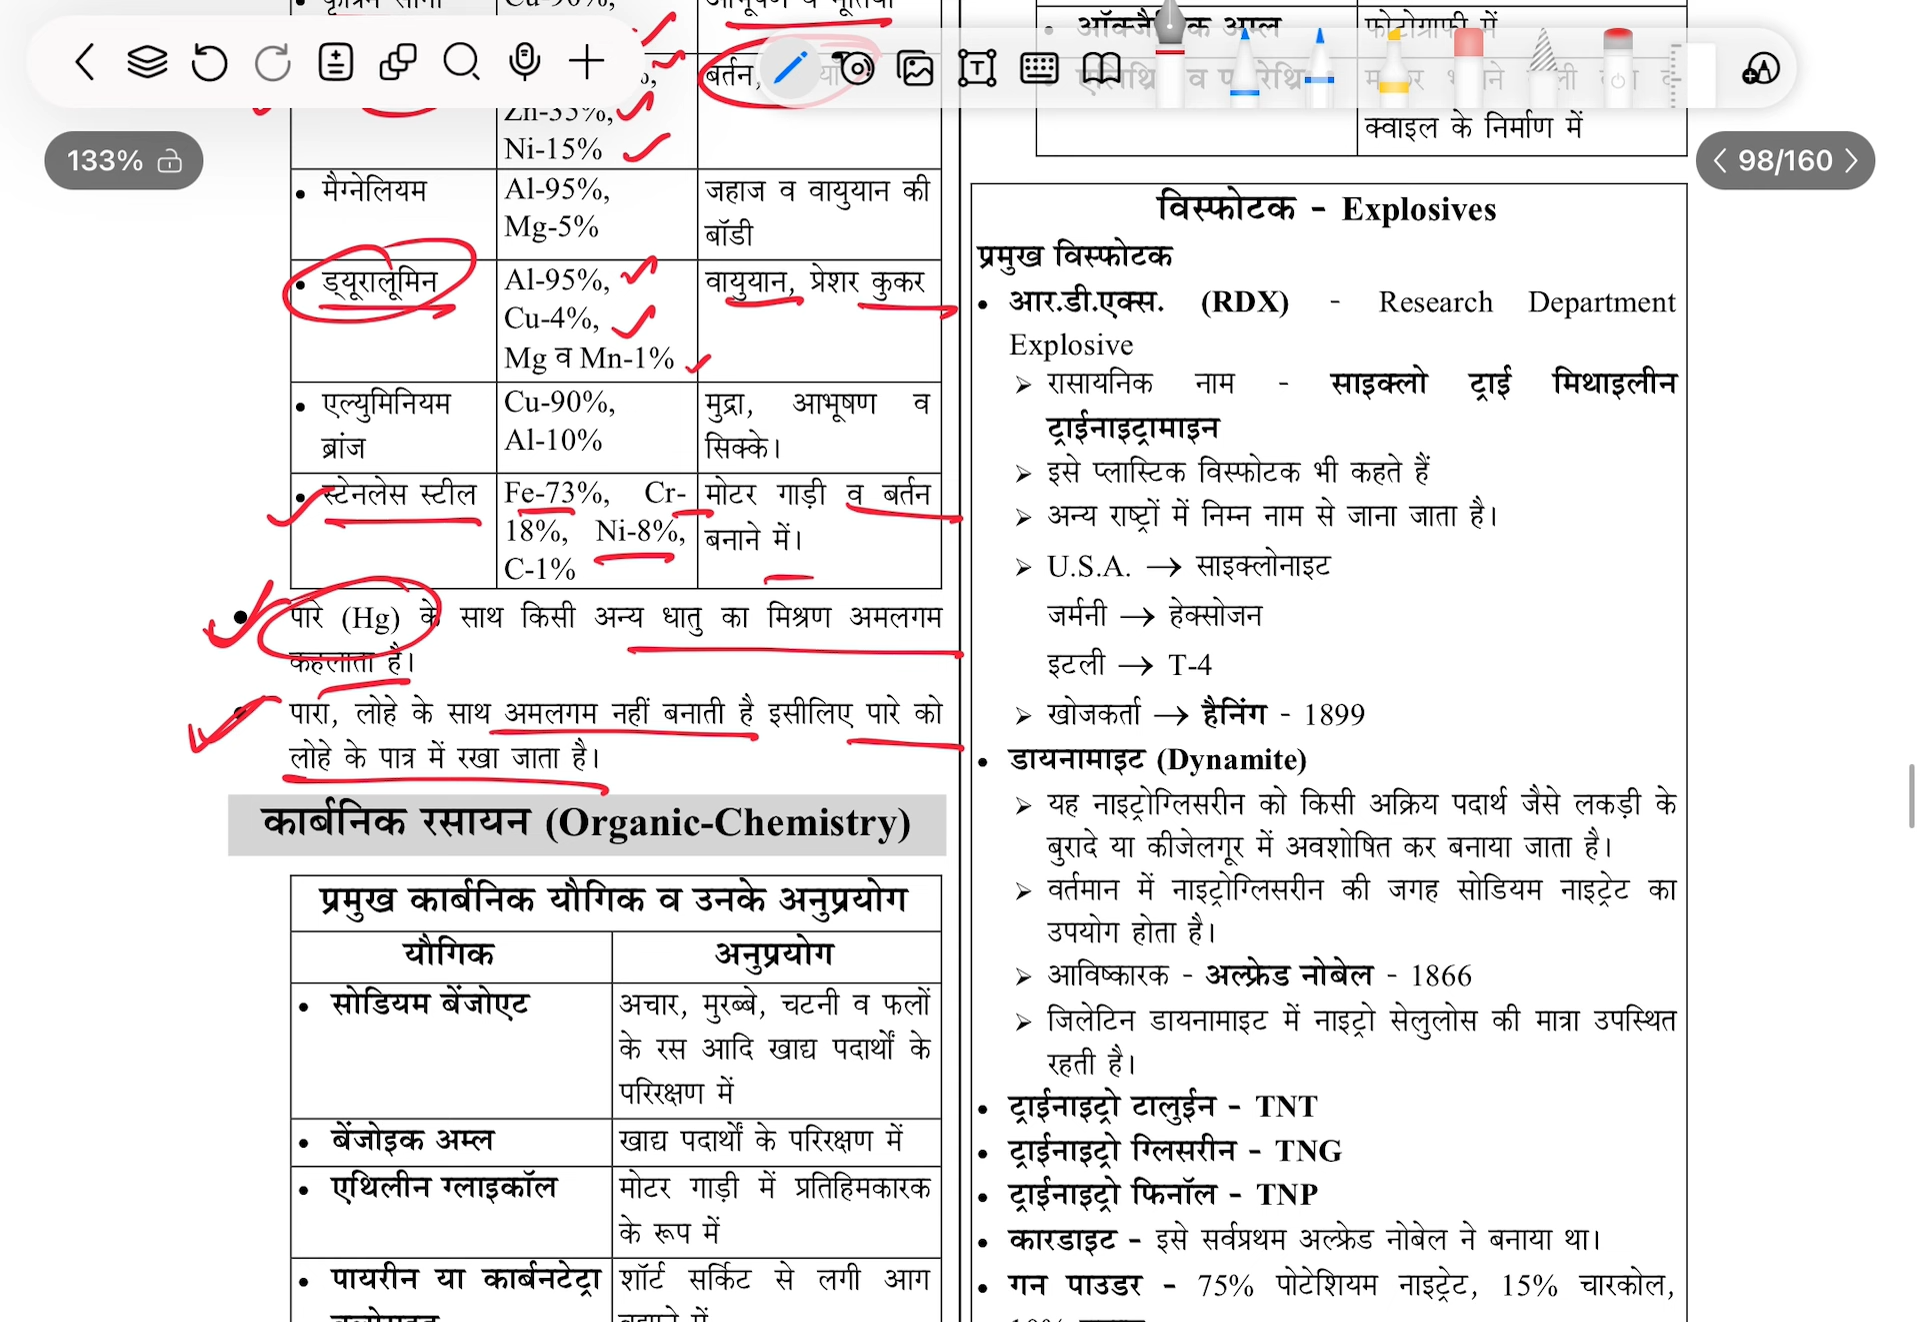 133%
98/160
Zn-35%,
Ni-15%
बर्तन,
• मैग्नेलियम
Al-95%,
Mg-5%
जहाज व वायुयान की
बॉडी
• ड्यूरालूमिन
Al-95%,
Cu-4%,
Mg व Mn-1%
वायुयान, प्रेशर कुकर
• एल्युमिनियम
ब्रांज
Cu-90%,
Al-10%
मुद्रा, आभूषण व
सिक्के।
• स्टेनलेस स्टील
Fe-73%, Cr-
18%, Ni-8%,
C-1%
मोटर गाड़ी व बर्तन
बनाने में।
• पारे (Hg) के साथ किसी अन्य धातु का मिश्रण अमलगम
कहलाता है।
• पारा, लोहे के साथ अमलगम नहीं बनाती है इसीलिए पारे को
लोहे के पात्र में रखा जाता है।
कार्बनिक रसायन (Organic-Chemistry)
प्रमुख कार्बनिक यौगिक व उनके अनुप्रयोग
यौगिक
अनुप्रयोग
• सोडियम बेंजोएट
अचार, मुरब्बे, चटनी व फलों
के रस आदि खाद्य पदार्थों के
परिरक्षण में
• बेंजोइक अम्ल
खाद्य पदार्थों के परिरक्षण में
• एथिलीन ग्लाइकॉल
मोटर गाड़ी में प्रतिहिमकारक
के रूप में
• पायरीन या कार्बनटेट्रा
शॉर्ट सर्किट से लगी आग
फोटोग्राफी में
क्वाइल के निर्माण में
विस्फोटक - Explosives
प्रमुख विस्फोटक
• आर.डी.एक्स. (RDX) - Research Department
Explosive
➢ रासायनिक नाम - साइक्लो ट्राई मिथाइलीन
ट्राईनाइट्रामाइन
➢ इसे प्लास्टिक विस्फोटक भी कहते हैं
➢ अन्य राष्ट्रों में निम्न नाम से जाना जाता है।
➢ U.S.A. → साइक्लोनाइट
जर्मनी → हेक्सोजन
इटली → T-4
➢ खोजकर्ता → हैनिंग - 1899
• डायनामाइट (Dynamite)
➢ यह नाइट्रोग्लिसरीन को किसी अक्रिय पदार्थ जैसे लकड़ी के
बुरादे या कीजेलगूर में अवशोषित कर बनाया जाता है।
➢ वर्तमान में नाइट्रोग्लिसरीन की जगह सोडियम नाइट्रेट का
उपयोग होता है।
➢ आविष्कारक - अल्फ्रेड नोबेल - 1866
➢ जिलेटिन डायनामाइट में नाइट्रो सेलुलोस की मात्रा उपस्थित
रहती है।
• ट्राईनाइट्रो टालुईन - TNT
• ट्राईनाइट्रो ग्लिसरीन - TNG
• ट्राईनाइट्रो फिनॉल - TNP
• कारडाइट - इसे सर्वप्रथम अल्फ्रेड नोबेल ने बनाया था।
• गन पाउडर - 75% पोटेशियम नाइट्रेट, 15% चारकोल,